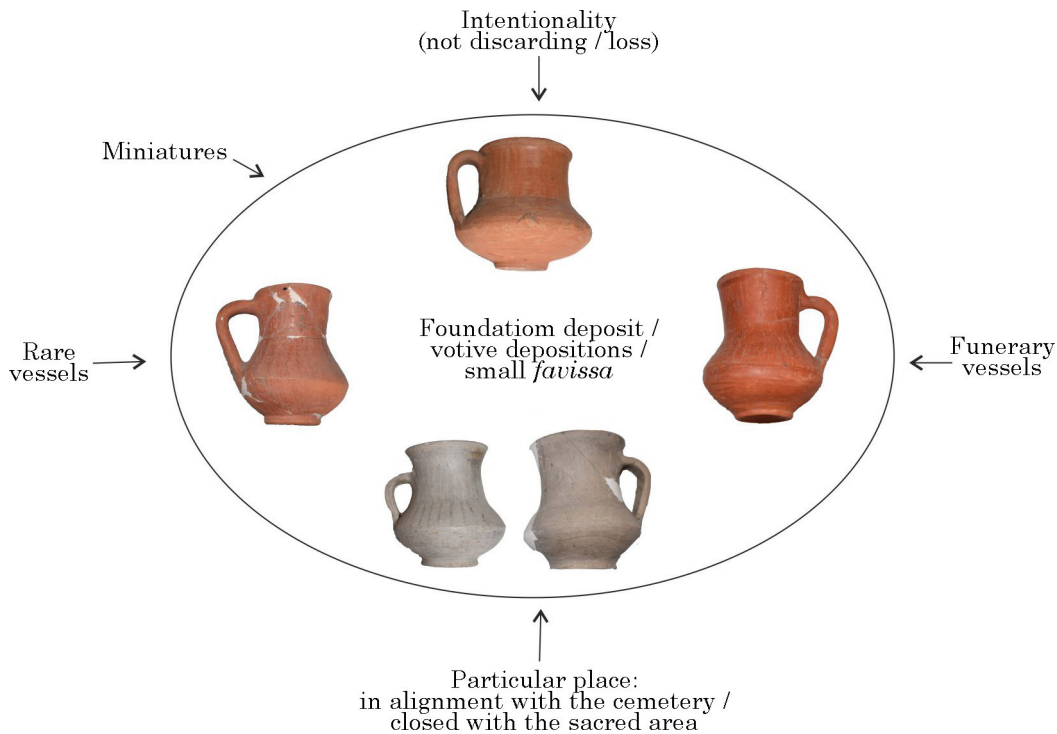 Intentionality
(not discarding / loss)
Miniatures
Foundatiom deposit /
votive depositions /
small favissa
Rare
vessels
Funerary
vessels
Particular place:
in alignment with the cemetery /
closed with the sacred area